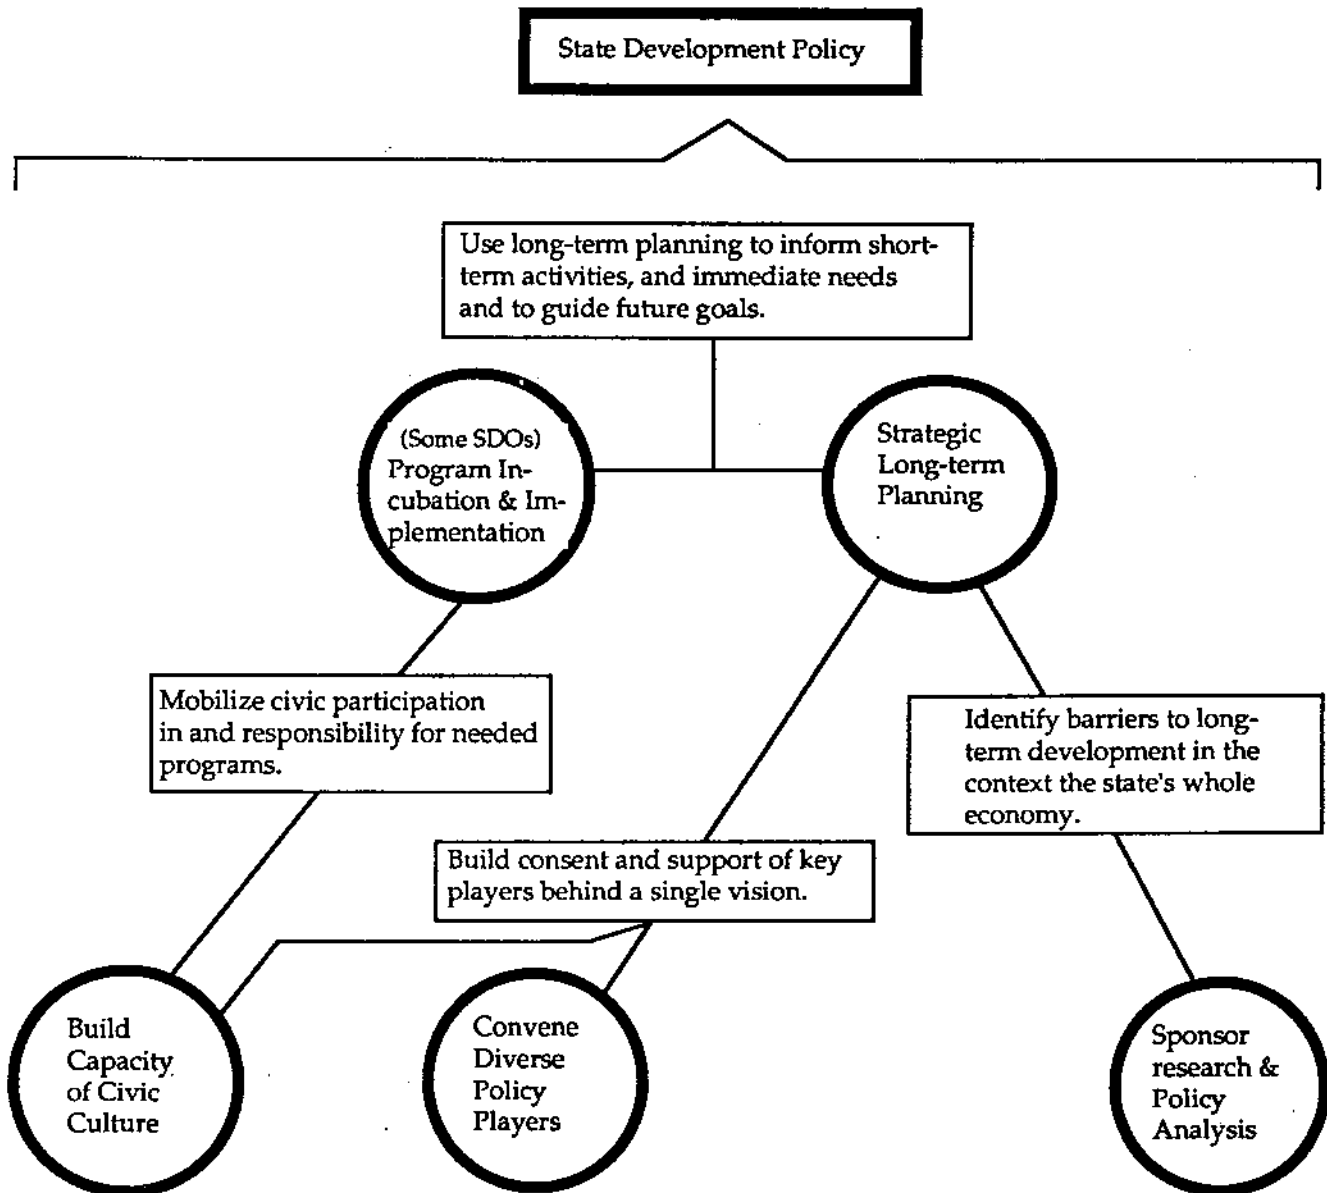 State Development Policy
Use long-term planning to inform short-
term activities, and immediate needs
and to guide future goals.
(Some SDOs)
Program In-
cubation & Im-
plementation
Strategic
Long-term
Planning
Mobilize civic participation
in and responsibility for needed
programs.
Identify barriers to long-
term development in the
context the state's whole
economy.
Build consent and support of key
players behind a single vision.
Build
Capacity
of Civic
Culture
Convene
Diverse
Policy
Players
Sponsor
research &
Policy
Analysis